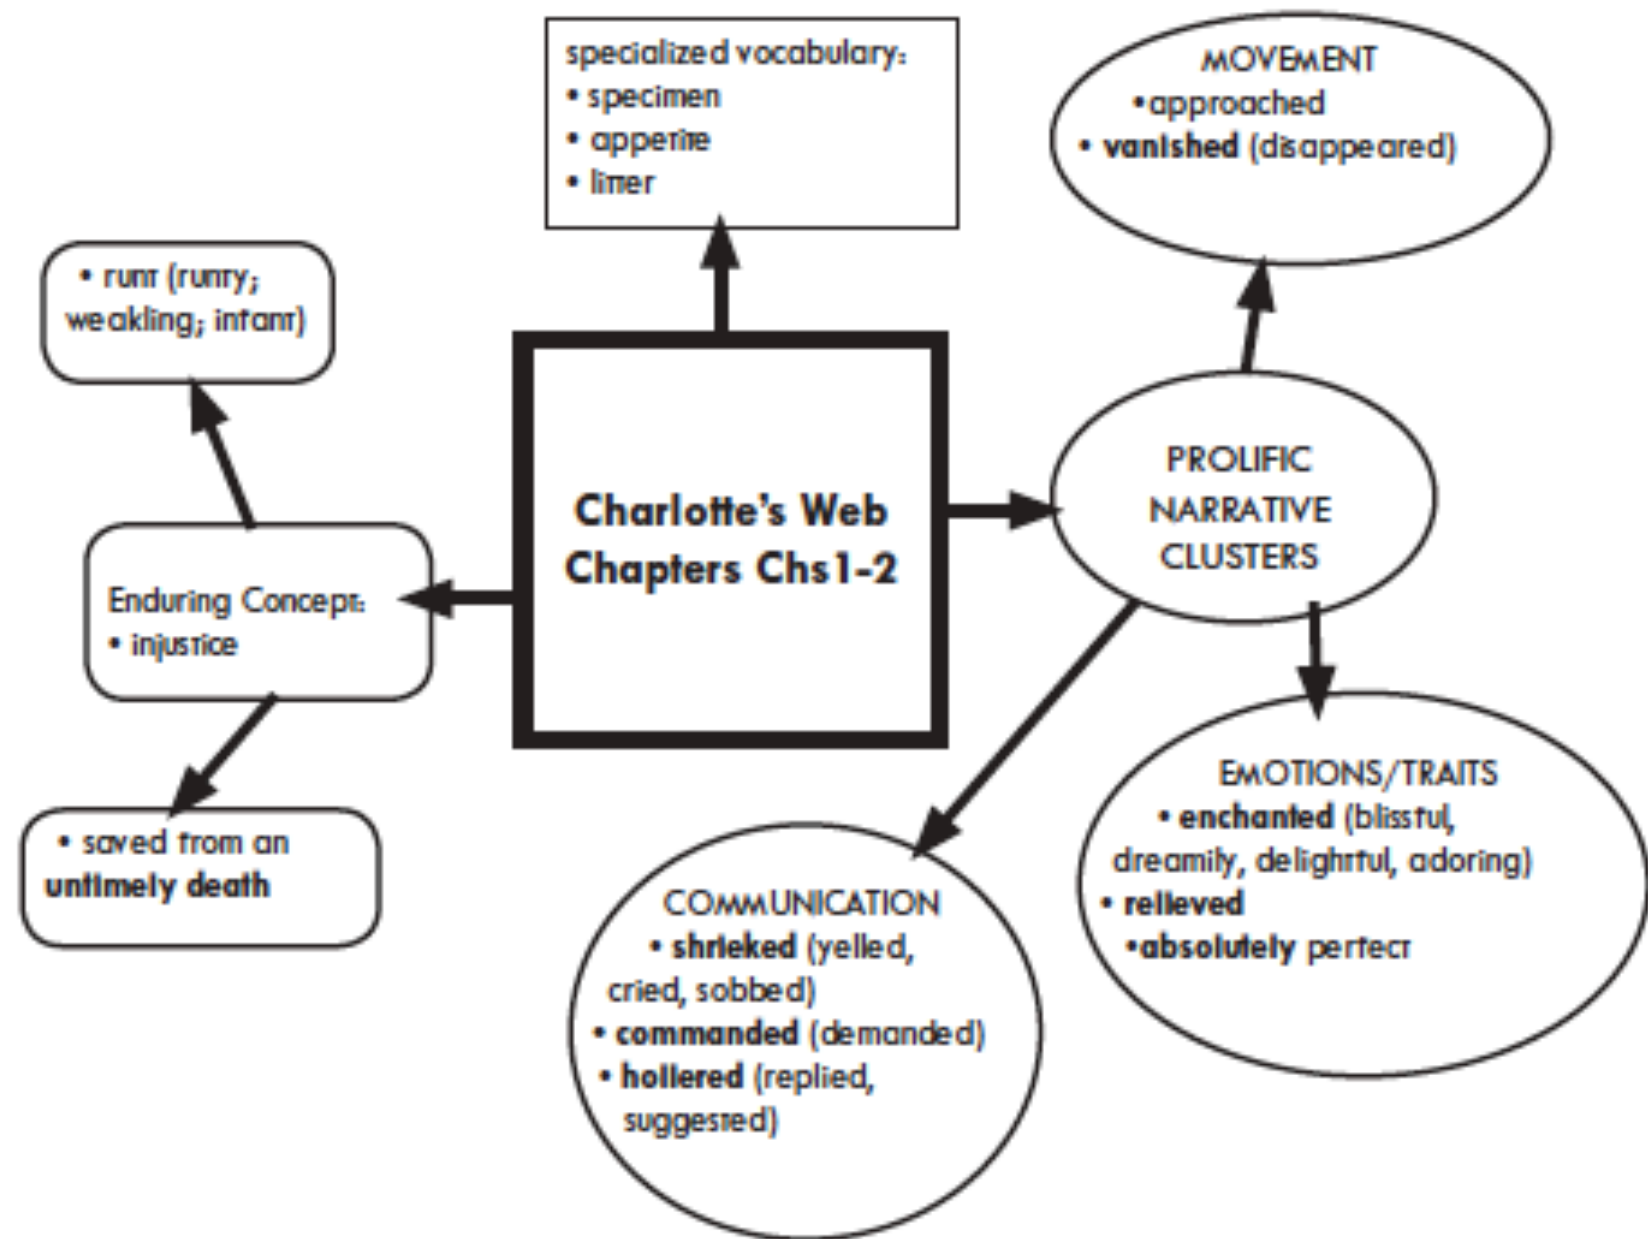 specialized vocabulary:
• specimen
• appetite
• litter
MOVEMENT
•approached
• vanished (disappeared)
• runt (runty;
weakling; infant)
Charlotte's Web
Chapters Chs1-2
PROLIFIC
NARRATIVE
CLUSTERS
Enduring Concept:
• injustice
• saved from an
untimely death
EMOTIONS/TRAITS
• enchanted (blissful,
dreamily, delightful, adoring)
• relieved
•absolutely perfect
COMMUNICATION
• shrieked (yelled,
cried, sobbed)
• commanded (demanded)
• hollered (replied,
suggested)